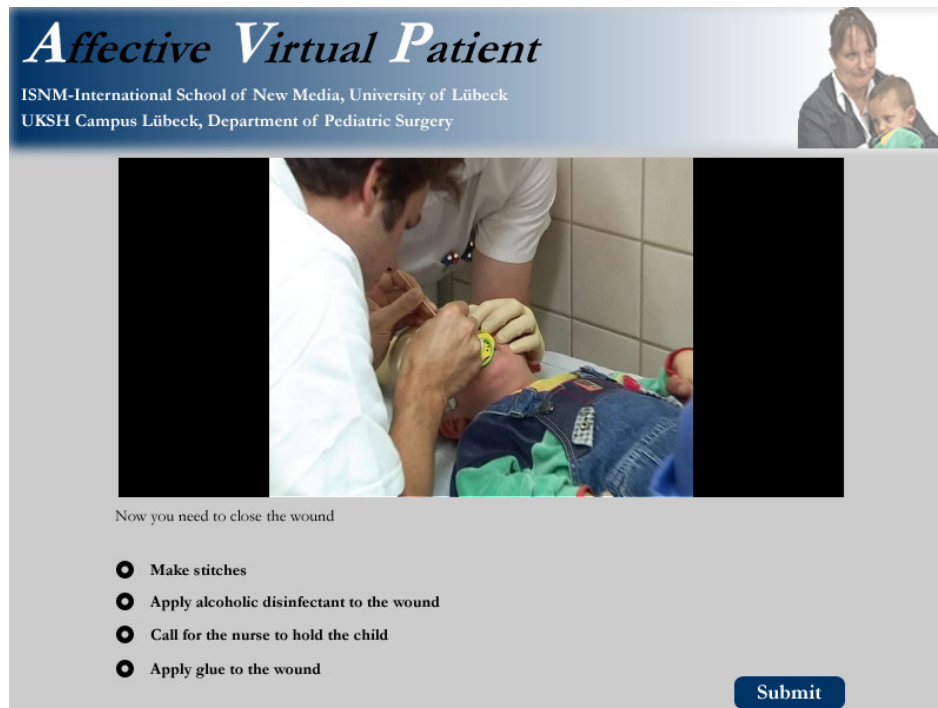 Affective Virtual Patient
ISNM-International School of New Media, University of Lübeck
UKSH Campus Lübeck, Department of Pediatric Surgery
Now you need to close the wound
Make stitches
Apply alcoholic disinfectant to the wound
Call for the nurse to hold the child
Apply glue to the wound
Submit